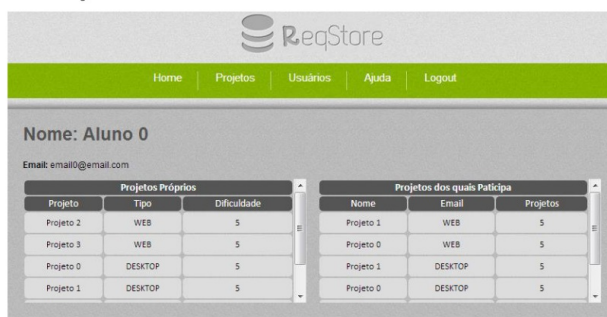 ReqStore
Home Projetos Usuários Ajuda Logout
Nome: Aluno 0
Email: email0@email.com
Projetos Próprios
Projeto Tipo Dificuldade
Projeto 2 WEB 5
Projeto 3 WEB 5
Projeto 0 DESKTOP 5
Projeto 1 DESKTOP 5
Projetos dos quais Paticipa
Nome Email Projetos
Projeto 1 WEB 5
Projeto 0 WEB 5
Projeto 1 DESKTOP 5
Projeto 0 DESKTOP 5